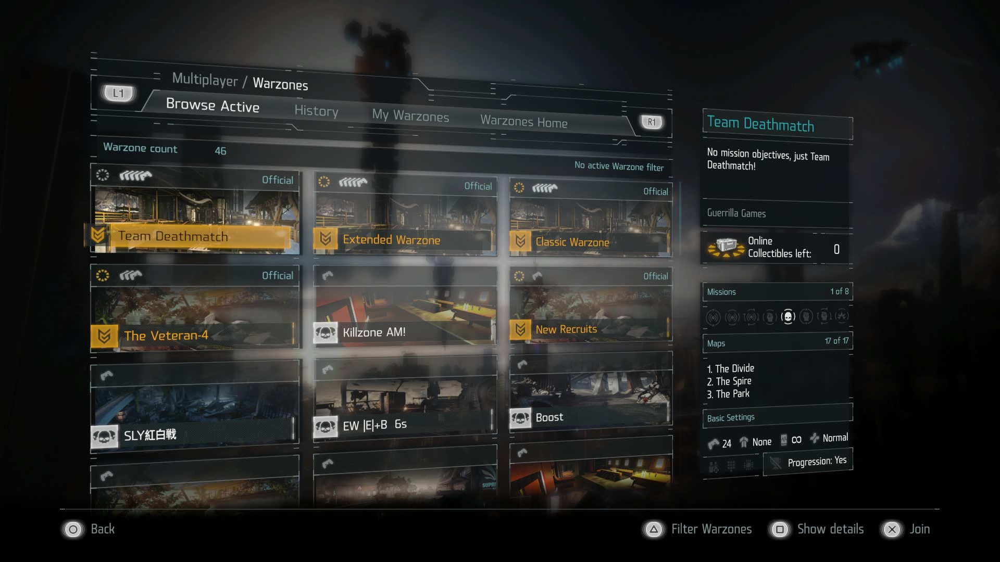 Multiplayer / Warzones
L1
Browse Active
History
My Warzones
Warzones Home
R1
Warzone count 46
No active Warzone filter
Official
Team Deathmatch
Official
Extended Warzone
Official
Classic Warzone
Official
The Veteran-4
Killzone AM!
Official
New Recruits
SLY紅白戦
EW |E|+B 6s
Boost
Team Deathmatch
No mission objectives, just Team
Deathmatch!
Guerrilla Games
Online
Collectibles left: 0
Missions 1 of 8
Maps 17 of 17
1. The Divide
2. The Spire
3. The Park
Basic Settings
24 None ∞ Normal
Progression: Yes
Back
Filter Warzones
Show details
Join